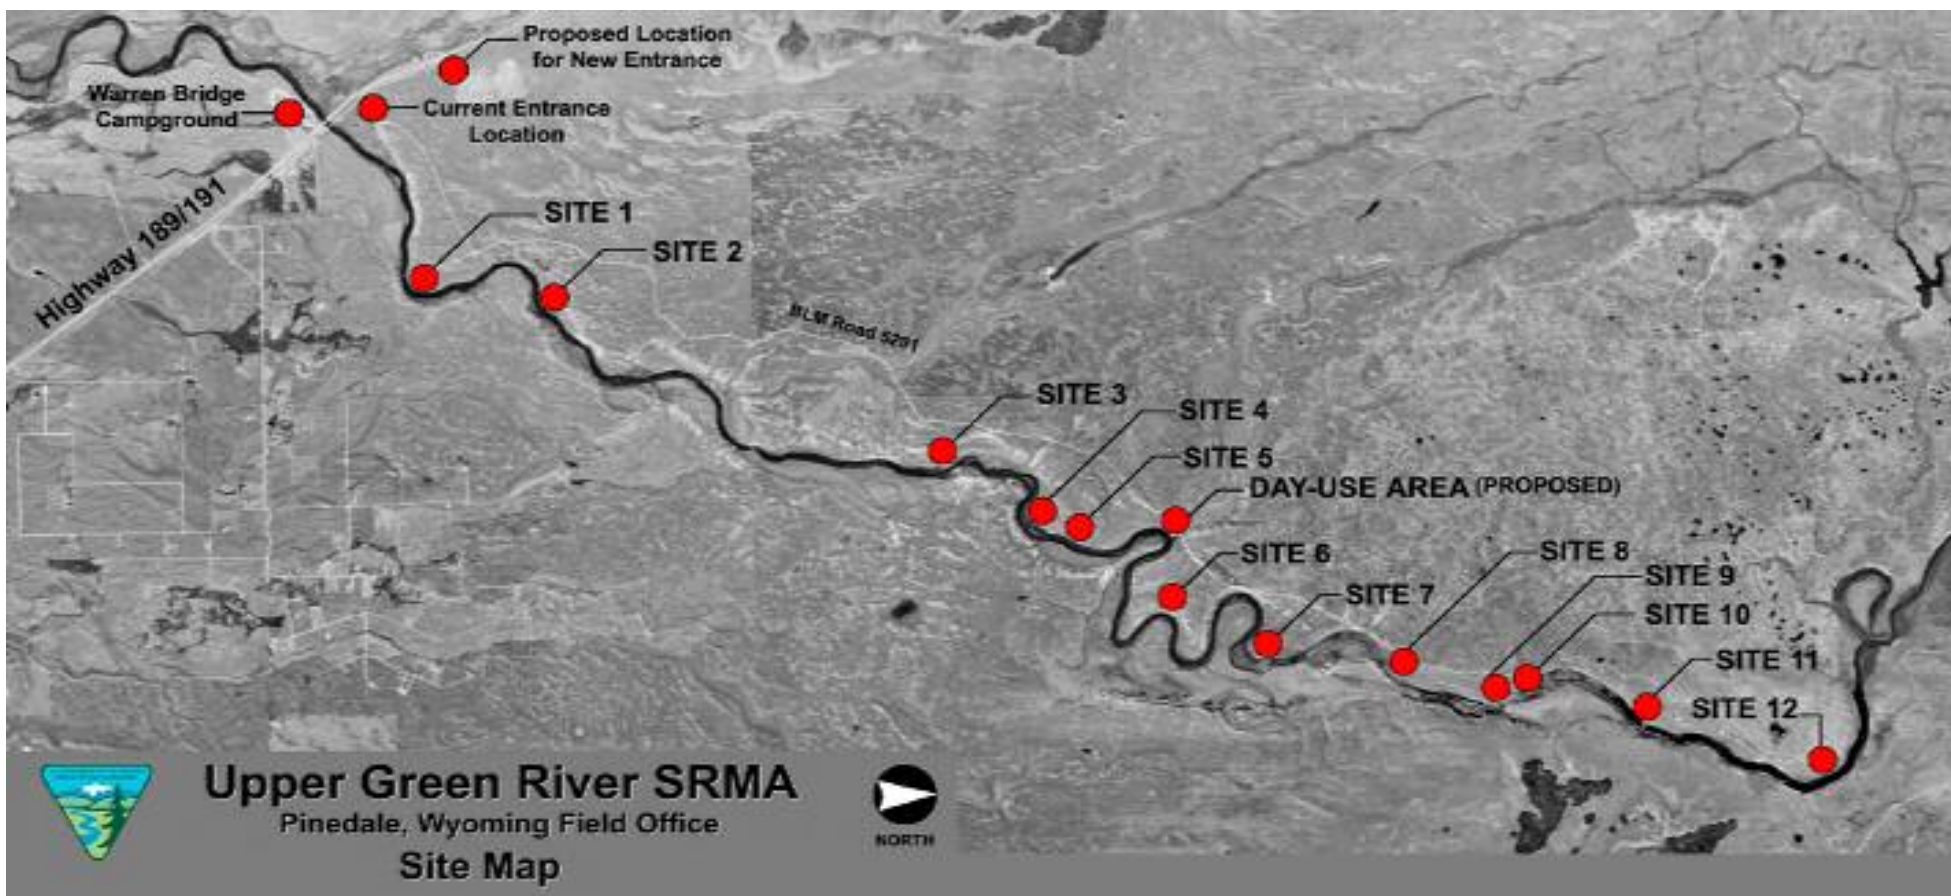 Proposed Location
for New Entrance
Warren Bridge
Campground
Current Entrance
Location
Highway 189/191
SITE 1
SITE 2
BLM Road 5201
SITE 3
SITE 4
SITE 5
DAY-USE AREA (PROPOSED)
SITE 6
SITE 7
SITE 8
SITE 9
SITE 10
SITE 11
SITE 12
Upper Green River SRMA
Pinedale, Wyoming Field Office
Site Map
NORTH